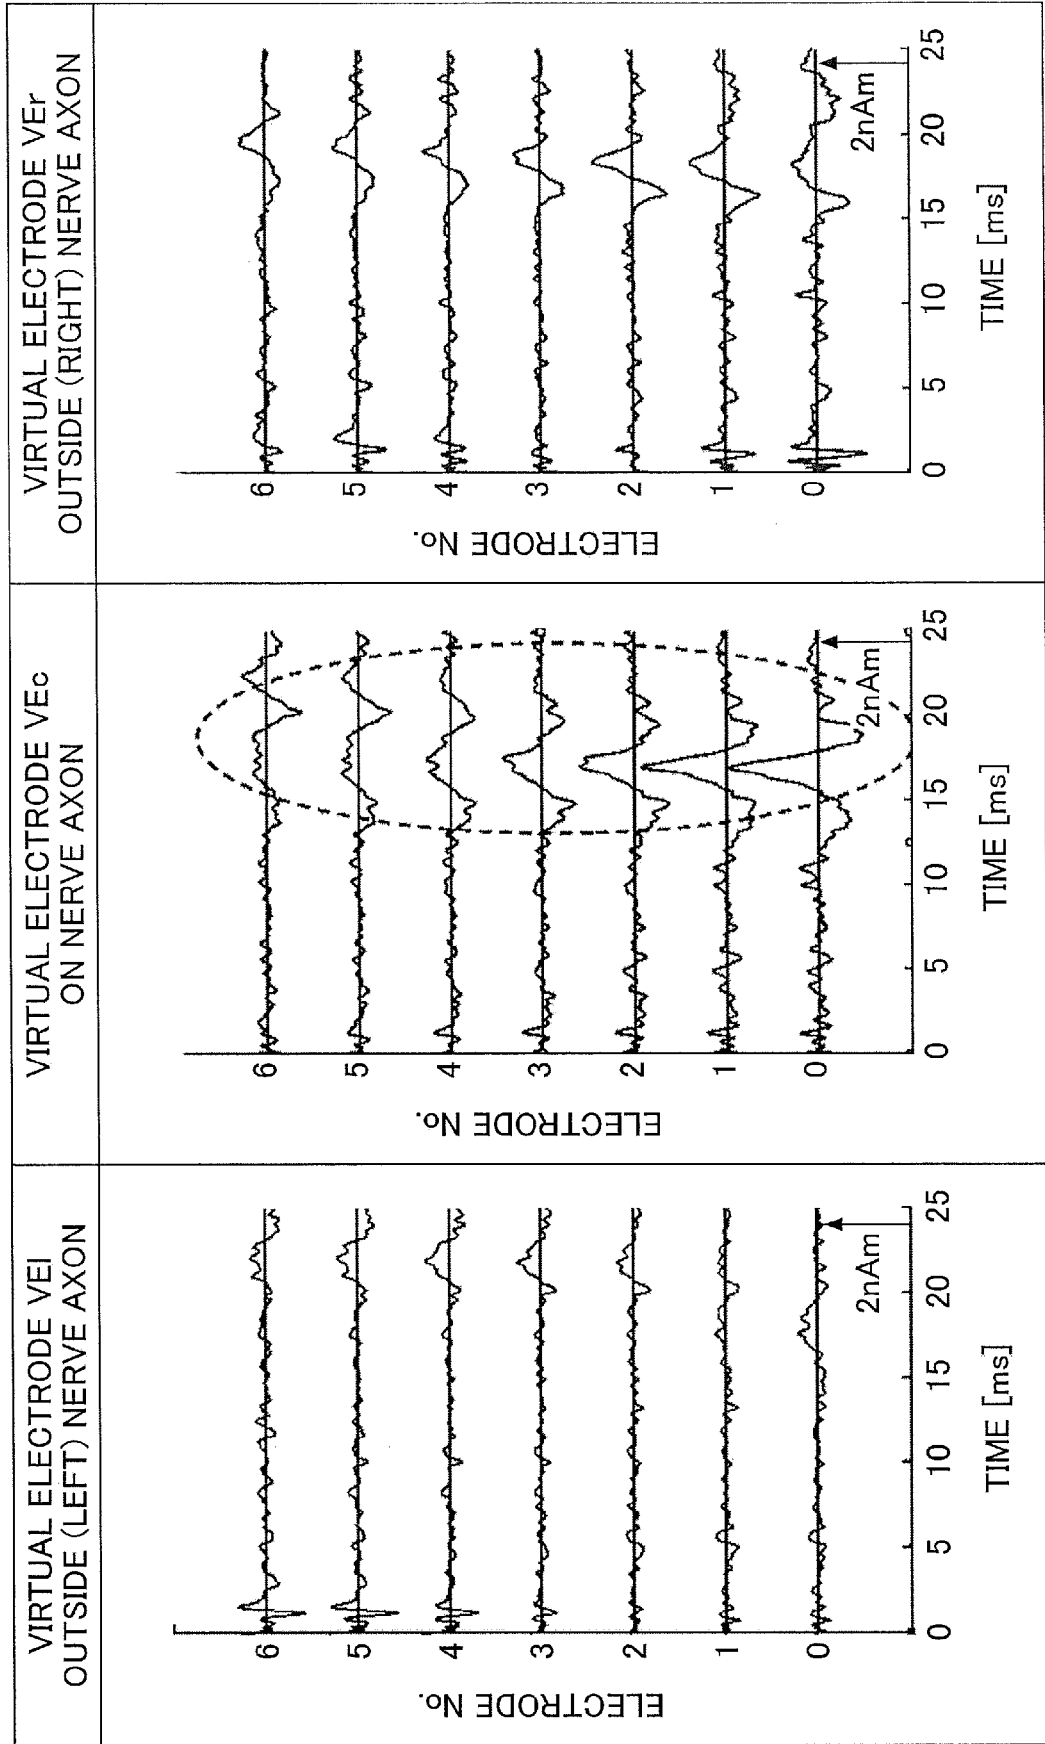 VIRTUAL ELECTRODE VEl
OUTSIDE (LEFT) NERVE AXON
ELECTRODE No.
6
5
4
3
2
1
0
2nAm
0 5 10 15 20 25
TIME [ms]
VIRTUAL ELECTRODE VEc
ON NERVE AXON
ELECTRODE No.
6
5
4
3
2
1
0
2nAm
0 5 10 15 20 25
TIME [ms]
VIRTUAL ELECTRODE VEr
OUTSIDE (RIGHT) NERVE AXON
ELECTRODE No.
6
5
4
3
2
1
0
2nAm
0 5 10 15 20 25
TIME [ms]